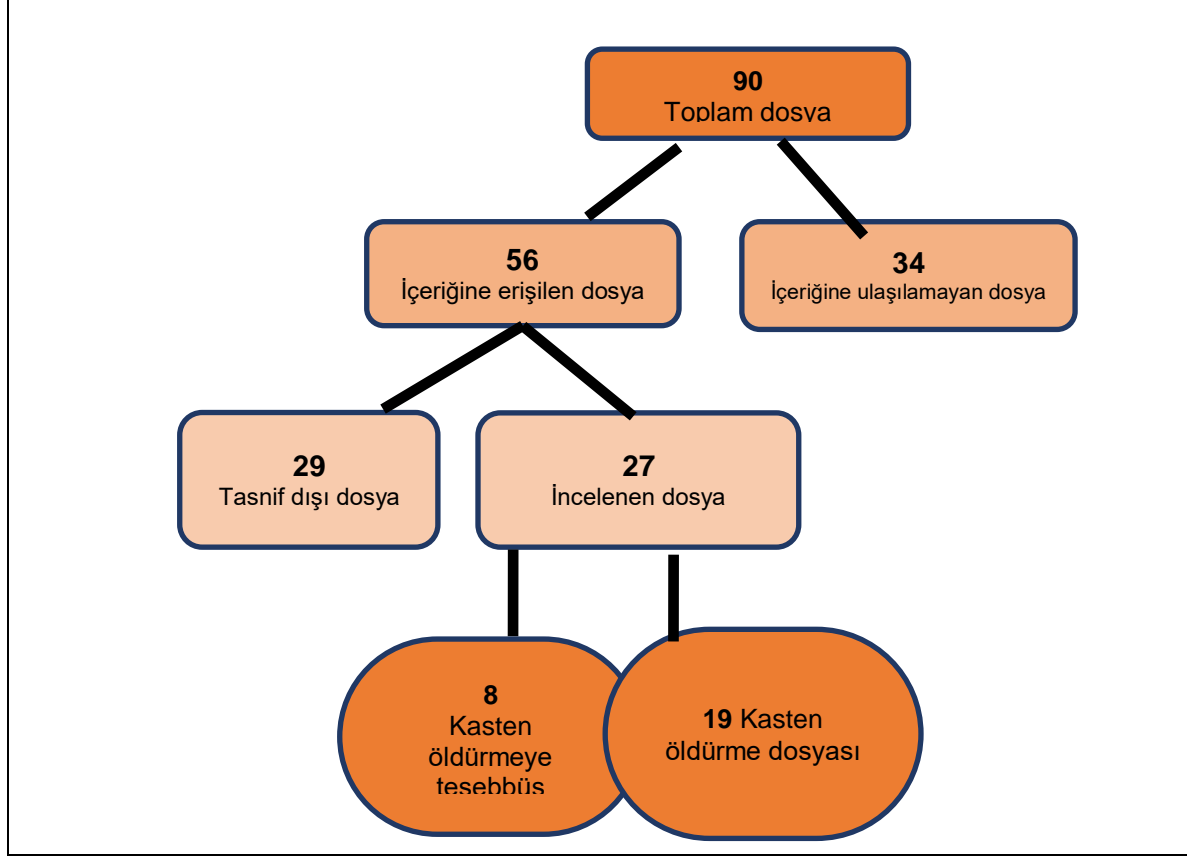 90
Toplam dosya
56
İçeriğine erişilen dosya
34
İçeriğine ulaşılamayan dosya
29
Tasnif dışı dosya
27
İncelenen dosya
8
Kasten
öldürmeye
teşebbüs
19 Kasten
öldürme dosyası